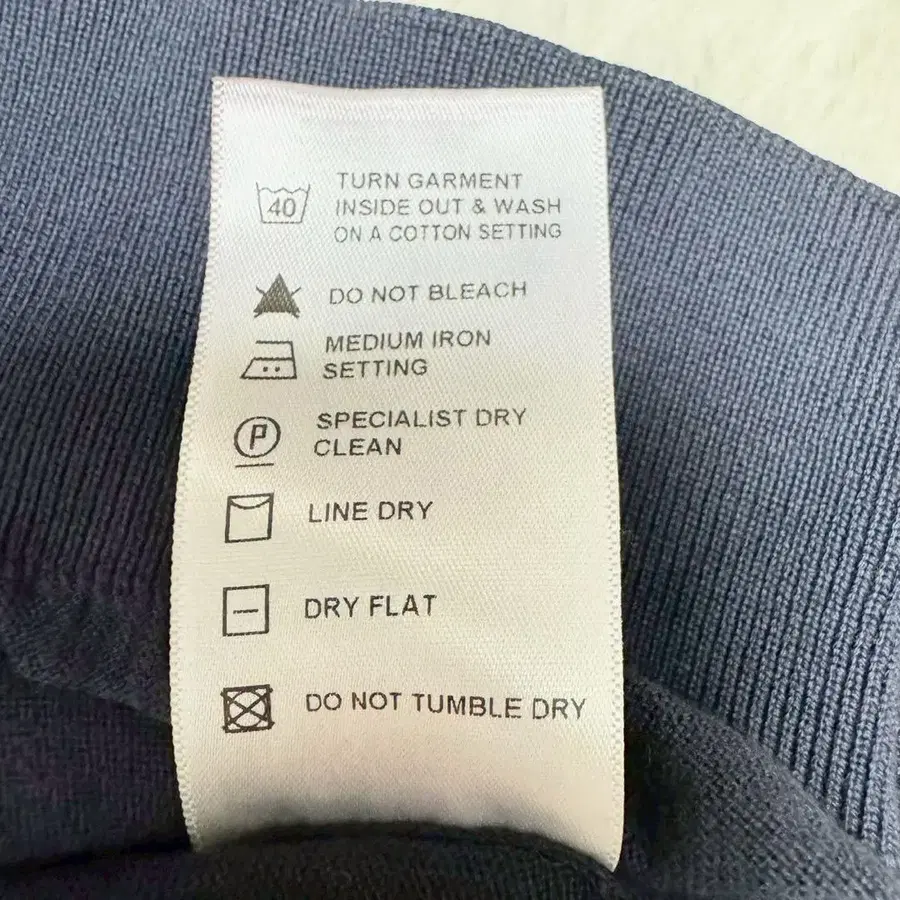 40
TURN GARMENT
INSIDE OUT & WASH
ON A COTTON SETTING
DO NOT BLEACH
MEDIUM IRON
SETTING
P
SPECIALIST DRY
CLEAN
LINE DRY
DRY FLAT
DO NOT TUMBLE DRY